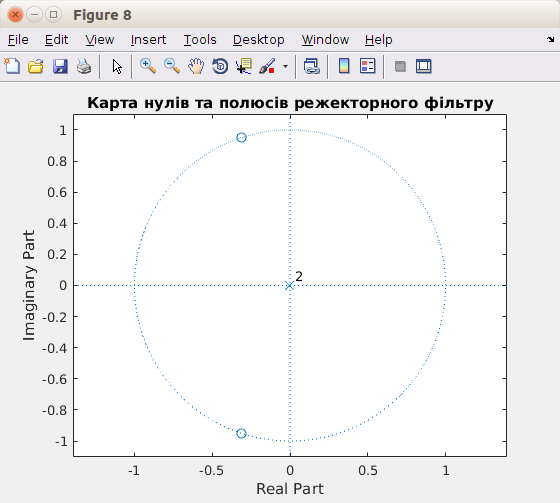 Figure 8
File Edit View Insert Tools Desktop Window Help
Карта нулів та полюсів режекторного фільтру
1
0.8
0.6
0.4
0.2
0
-0.2
-0.4
-0.6
-0.8
-1
Imaginary Part
2
-1 -0.5 0 0.5 1
Real Part